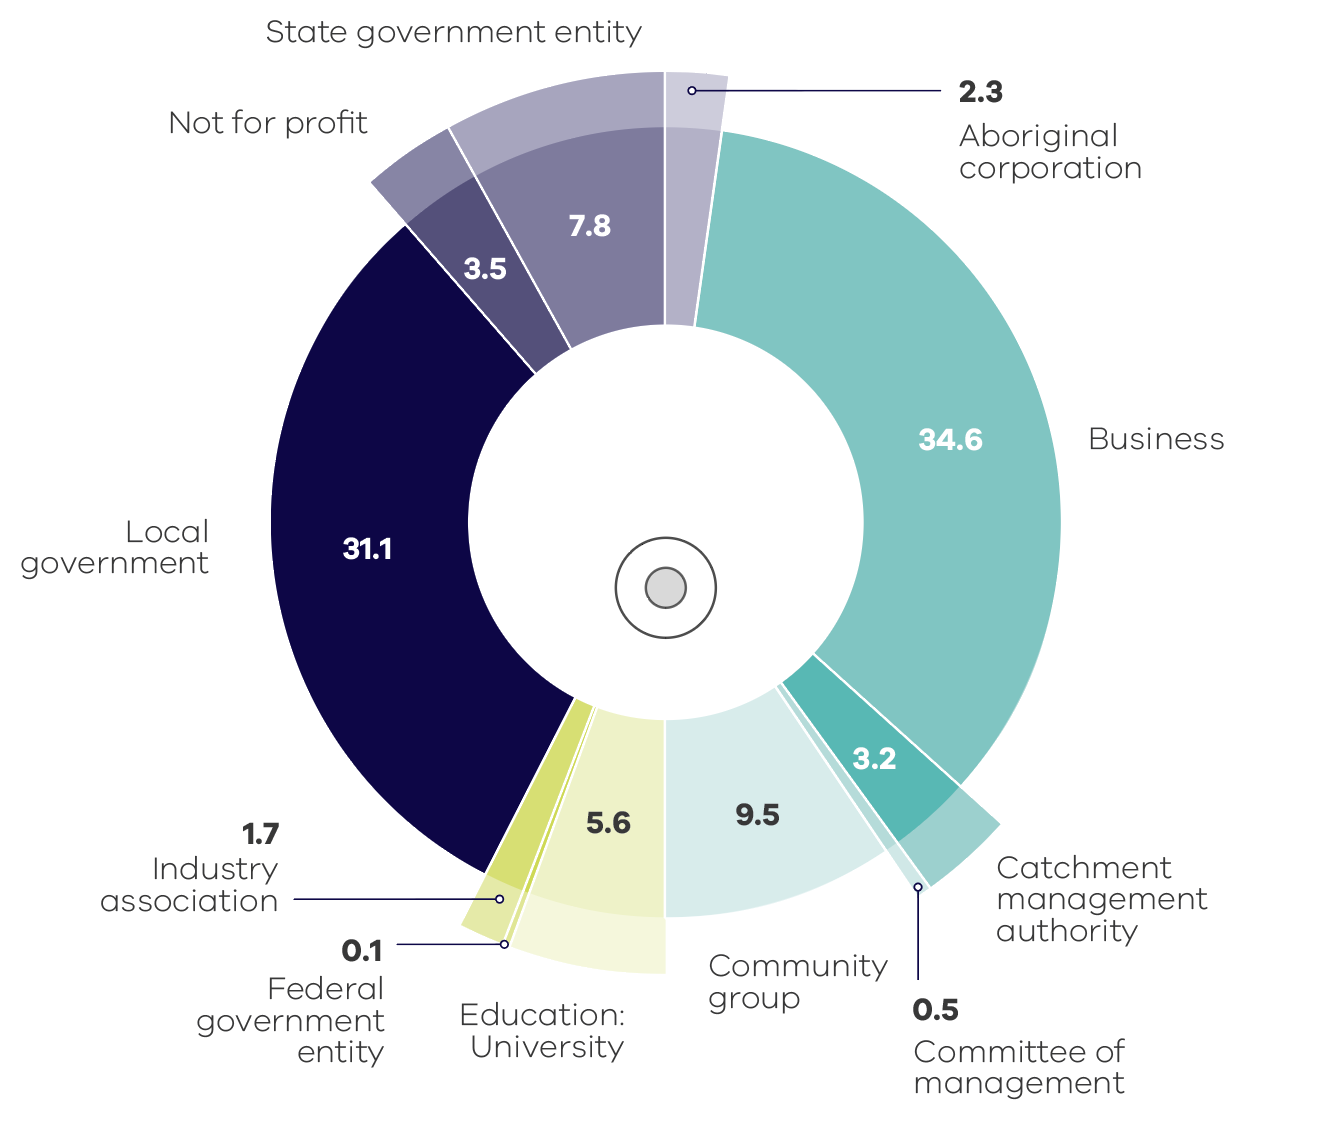 State government entity
Not for profit
2.3
Aboriginal
corporation
7.8
3.5
34.6
Business
Local
government
31.1
3.2
9.5
5.6
1.7
Industry
association
Catchment
management
authority
0.1
Federal
government
entity
Community
group
Education:
University
0.5
Committee of
management